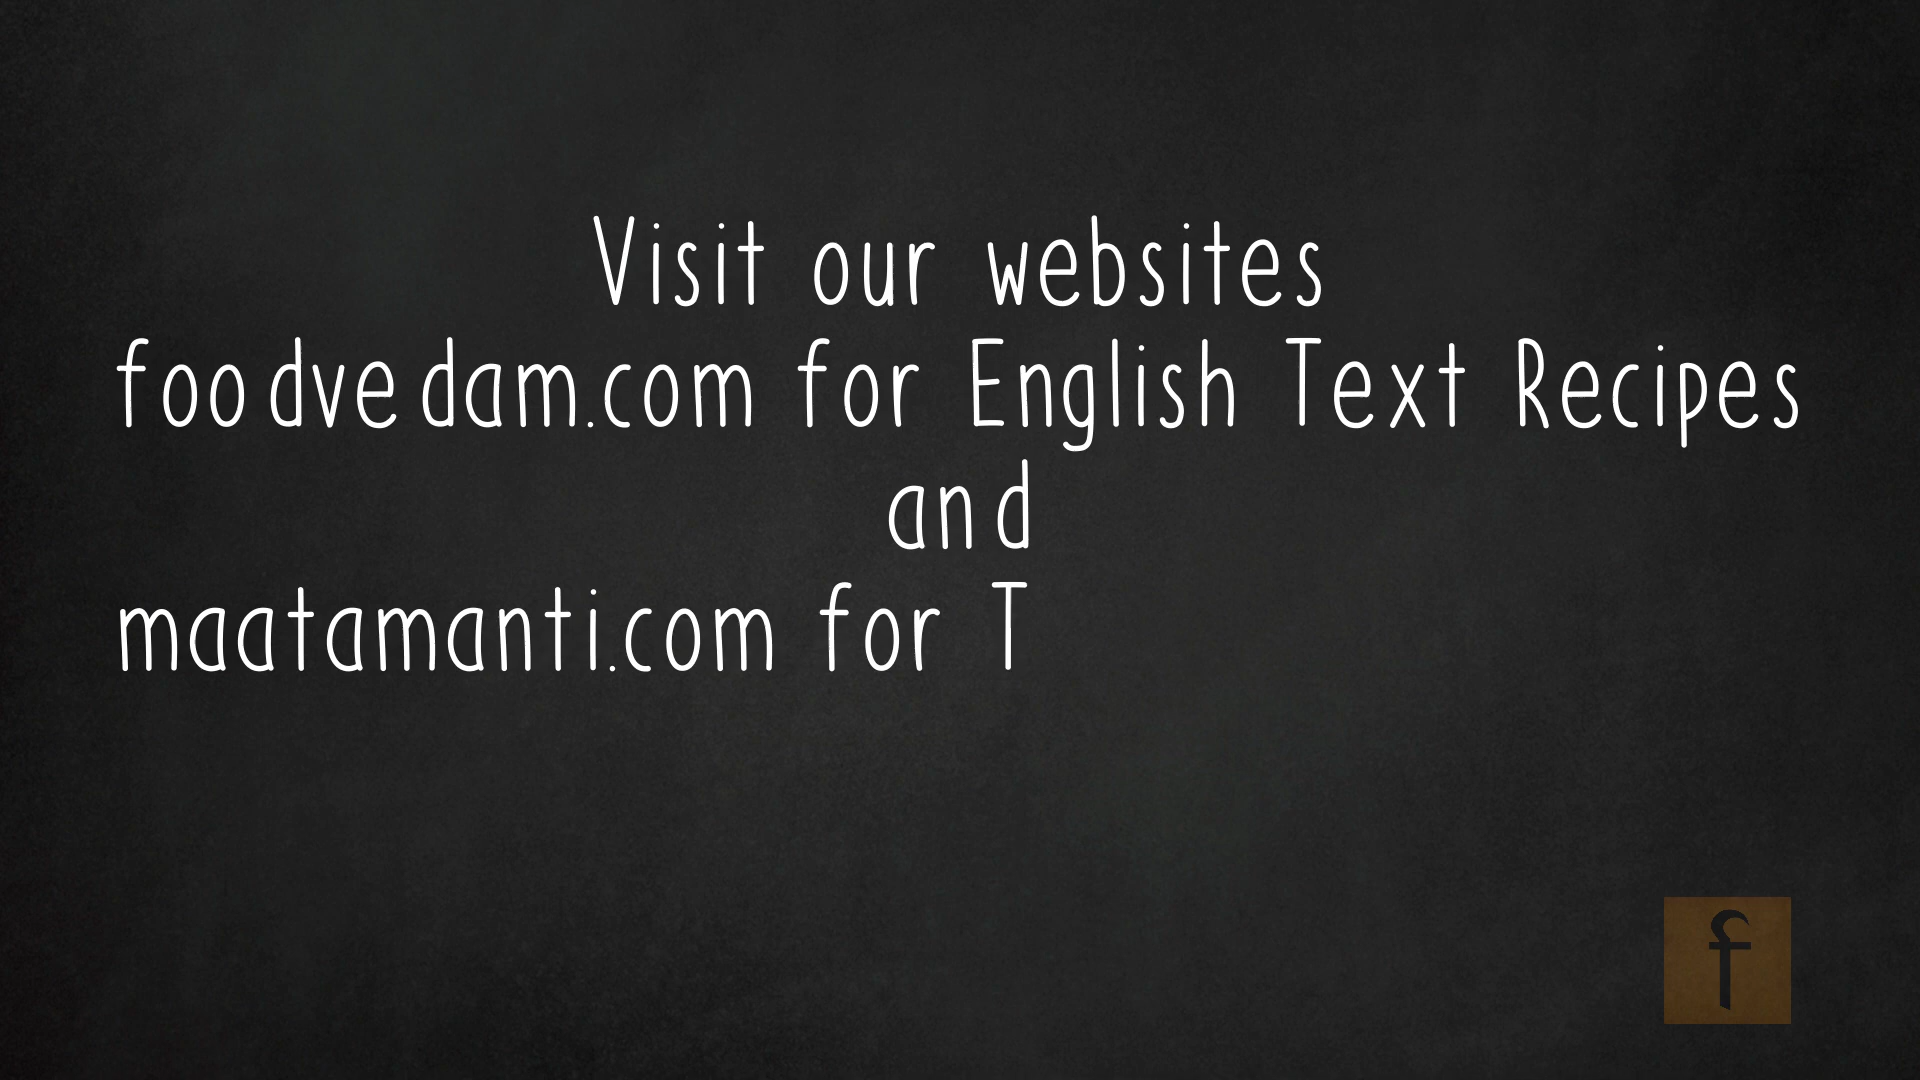 Visit our websites
foodvedam.com for English Text Recipes
and
maatamanti.com for T
f